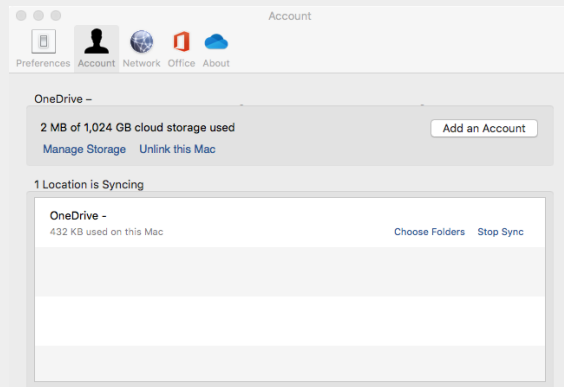 Account
Preferences Account Network Office About
OneDrive –
2 MB of 1,024 GB cloud storage used
Add an Account
Manage Storage Unlink this Mac
1 Location is Syncing
OneDrive -
432 KB used on this Mac
Choose Folders Stop Sync